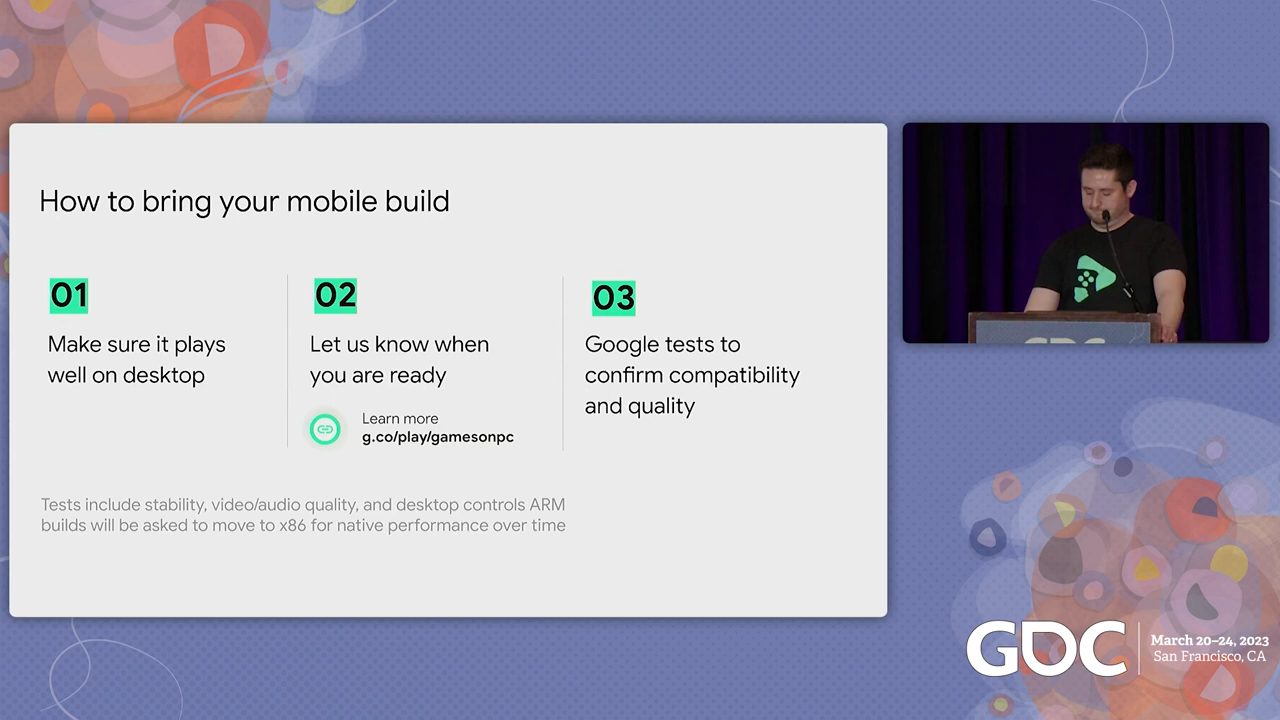 How to bring your mobile build
01
Make sure it plays
well on desktop
02
Let us know when
you are ready
Learn more
g.co/play/gamesonpc
03
Google tests to
confirm compatibility
and quality
Tests include stability, video/audio quality, and desktop controls ARM
builds will be asked to move to x86 for native performance over time
GDC
GDC
March 20-24, 2023
San Francisco, CA